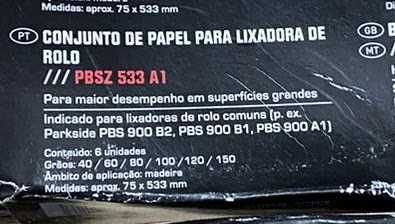 Medidas: aprox. 75 x 533 mm
PT CONJUNTO DE PAPEL PARA LIXADORA DE
ROLO
/// PBSZ 533 A1
Para maior desempenho em superfícies grandes
Indicado para lixadoras de rolo comuns (p. ex.
Parkside PBS 900 B2, PBS 900 B1, PBS 900 A1)
Conteúdo: 6 unidades
Grãos: 40 / 60 / 80 / 100 /120 / 150
Âmbito de aplicação: madeira
Medidas: aprox. 75 x 533 mm
GB
MT